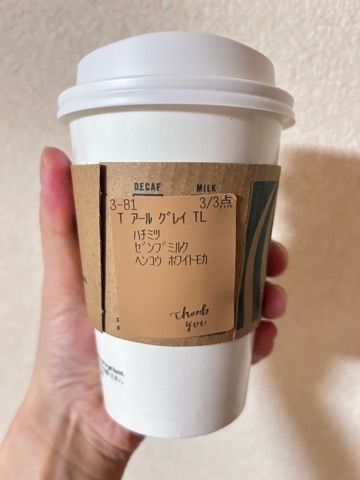 DECAF MILK
3-81 3/3点
T アール グレイ TL
ハチミツ
ゼンブミルク
ヘンコウ ホワイトモカ
thank
you